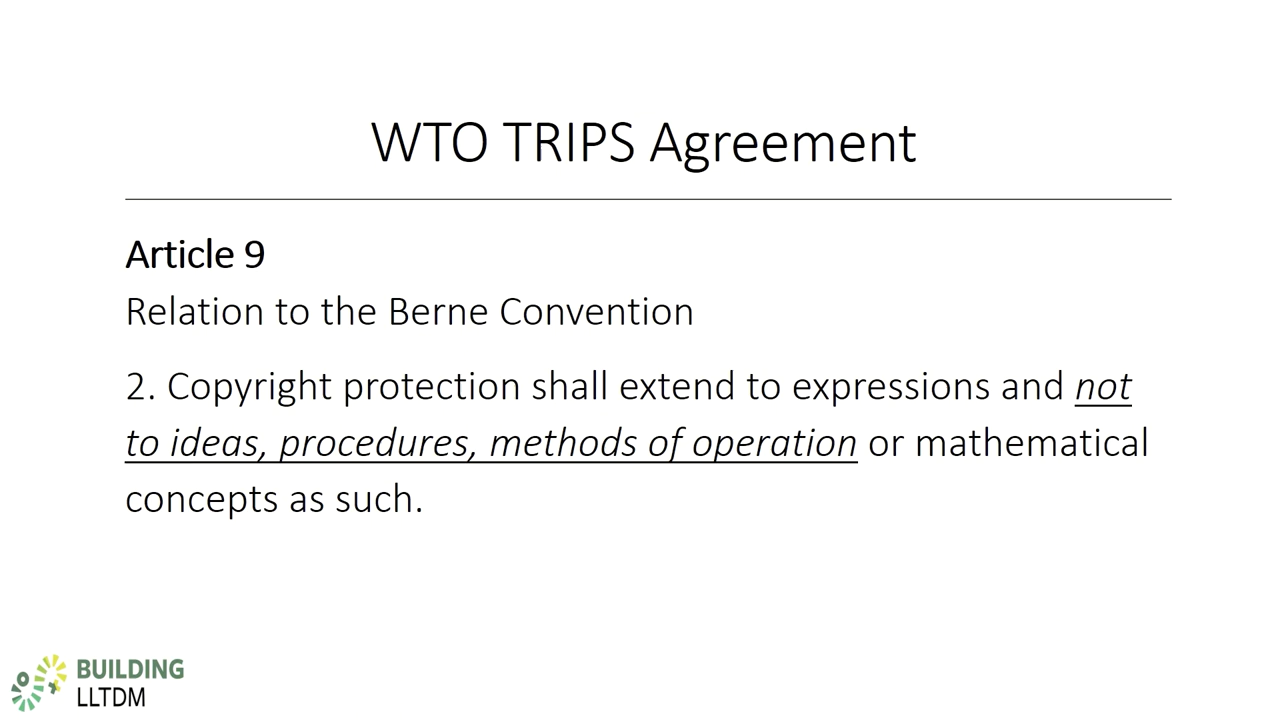 WTO TRIPS Agreement
Article 9
Relation to the Berne Convention
2. Copyright protection shall extend to expressions and not
to ideas, procedures, methods of operation or mathematical
concepts as such.
BUILDING
LLTDM